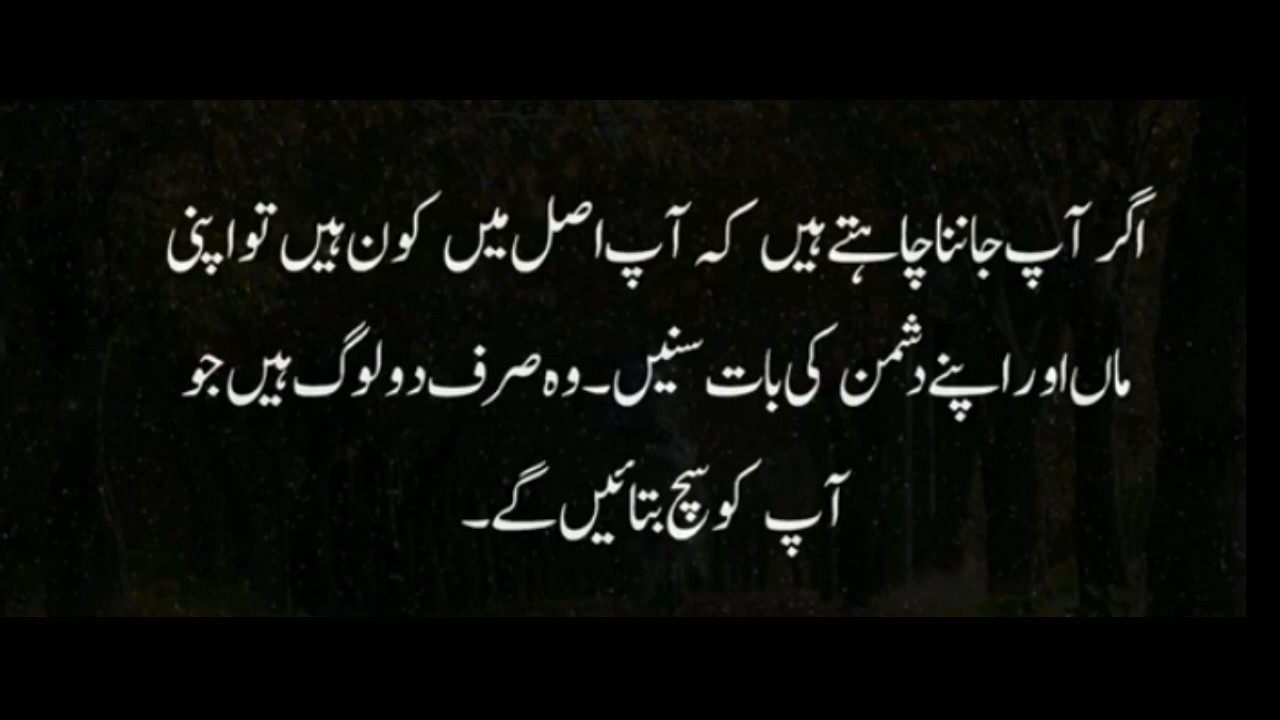 اگر آپ جاننا چاہتے ہیں کہ آپ اصل میں کون ہیں تو اپنی
ماں اور اپنے دشمن کی بات سنیں۔ وہ صرف دو لوگ ہیں جو
آپ کو سچ بتائیں گے۔